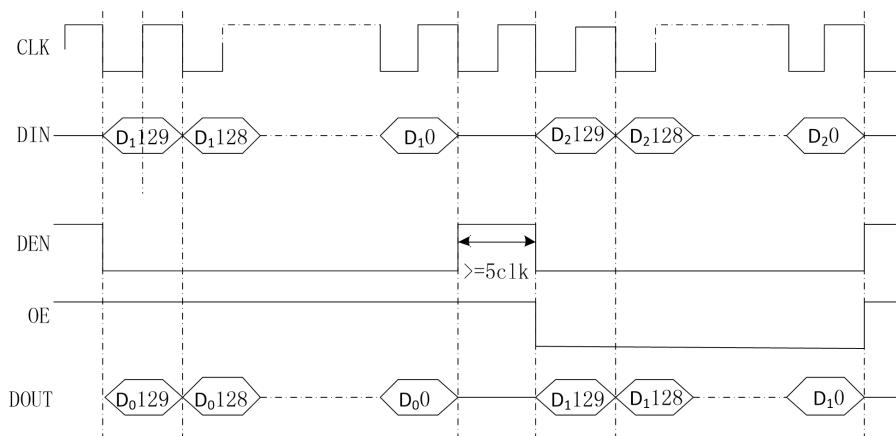 CLK
DIN D₁129 D₁128 D₁0 D₂129 D₂128 D₂0
DEN
>=5clk
OE
DOUT D₀129 D₀128 D₀0 D₁129 D₁128 D₁0